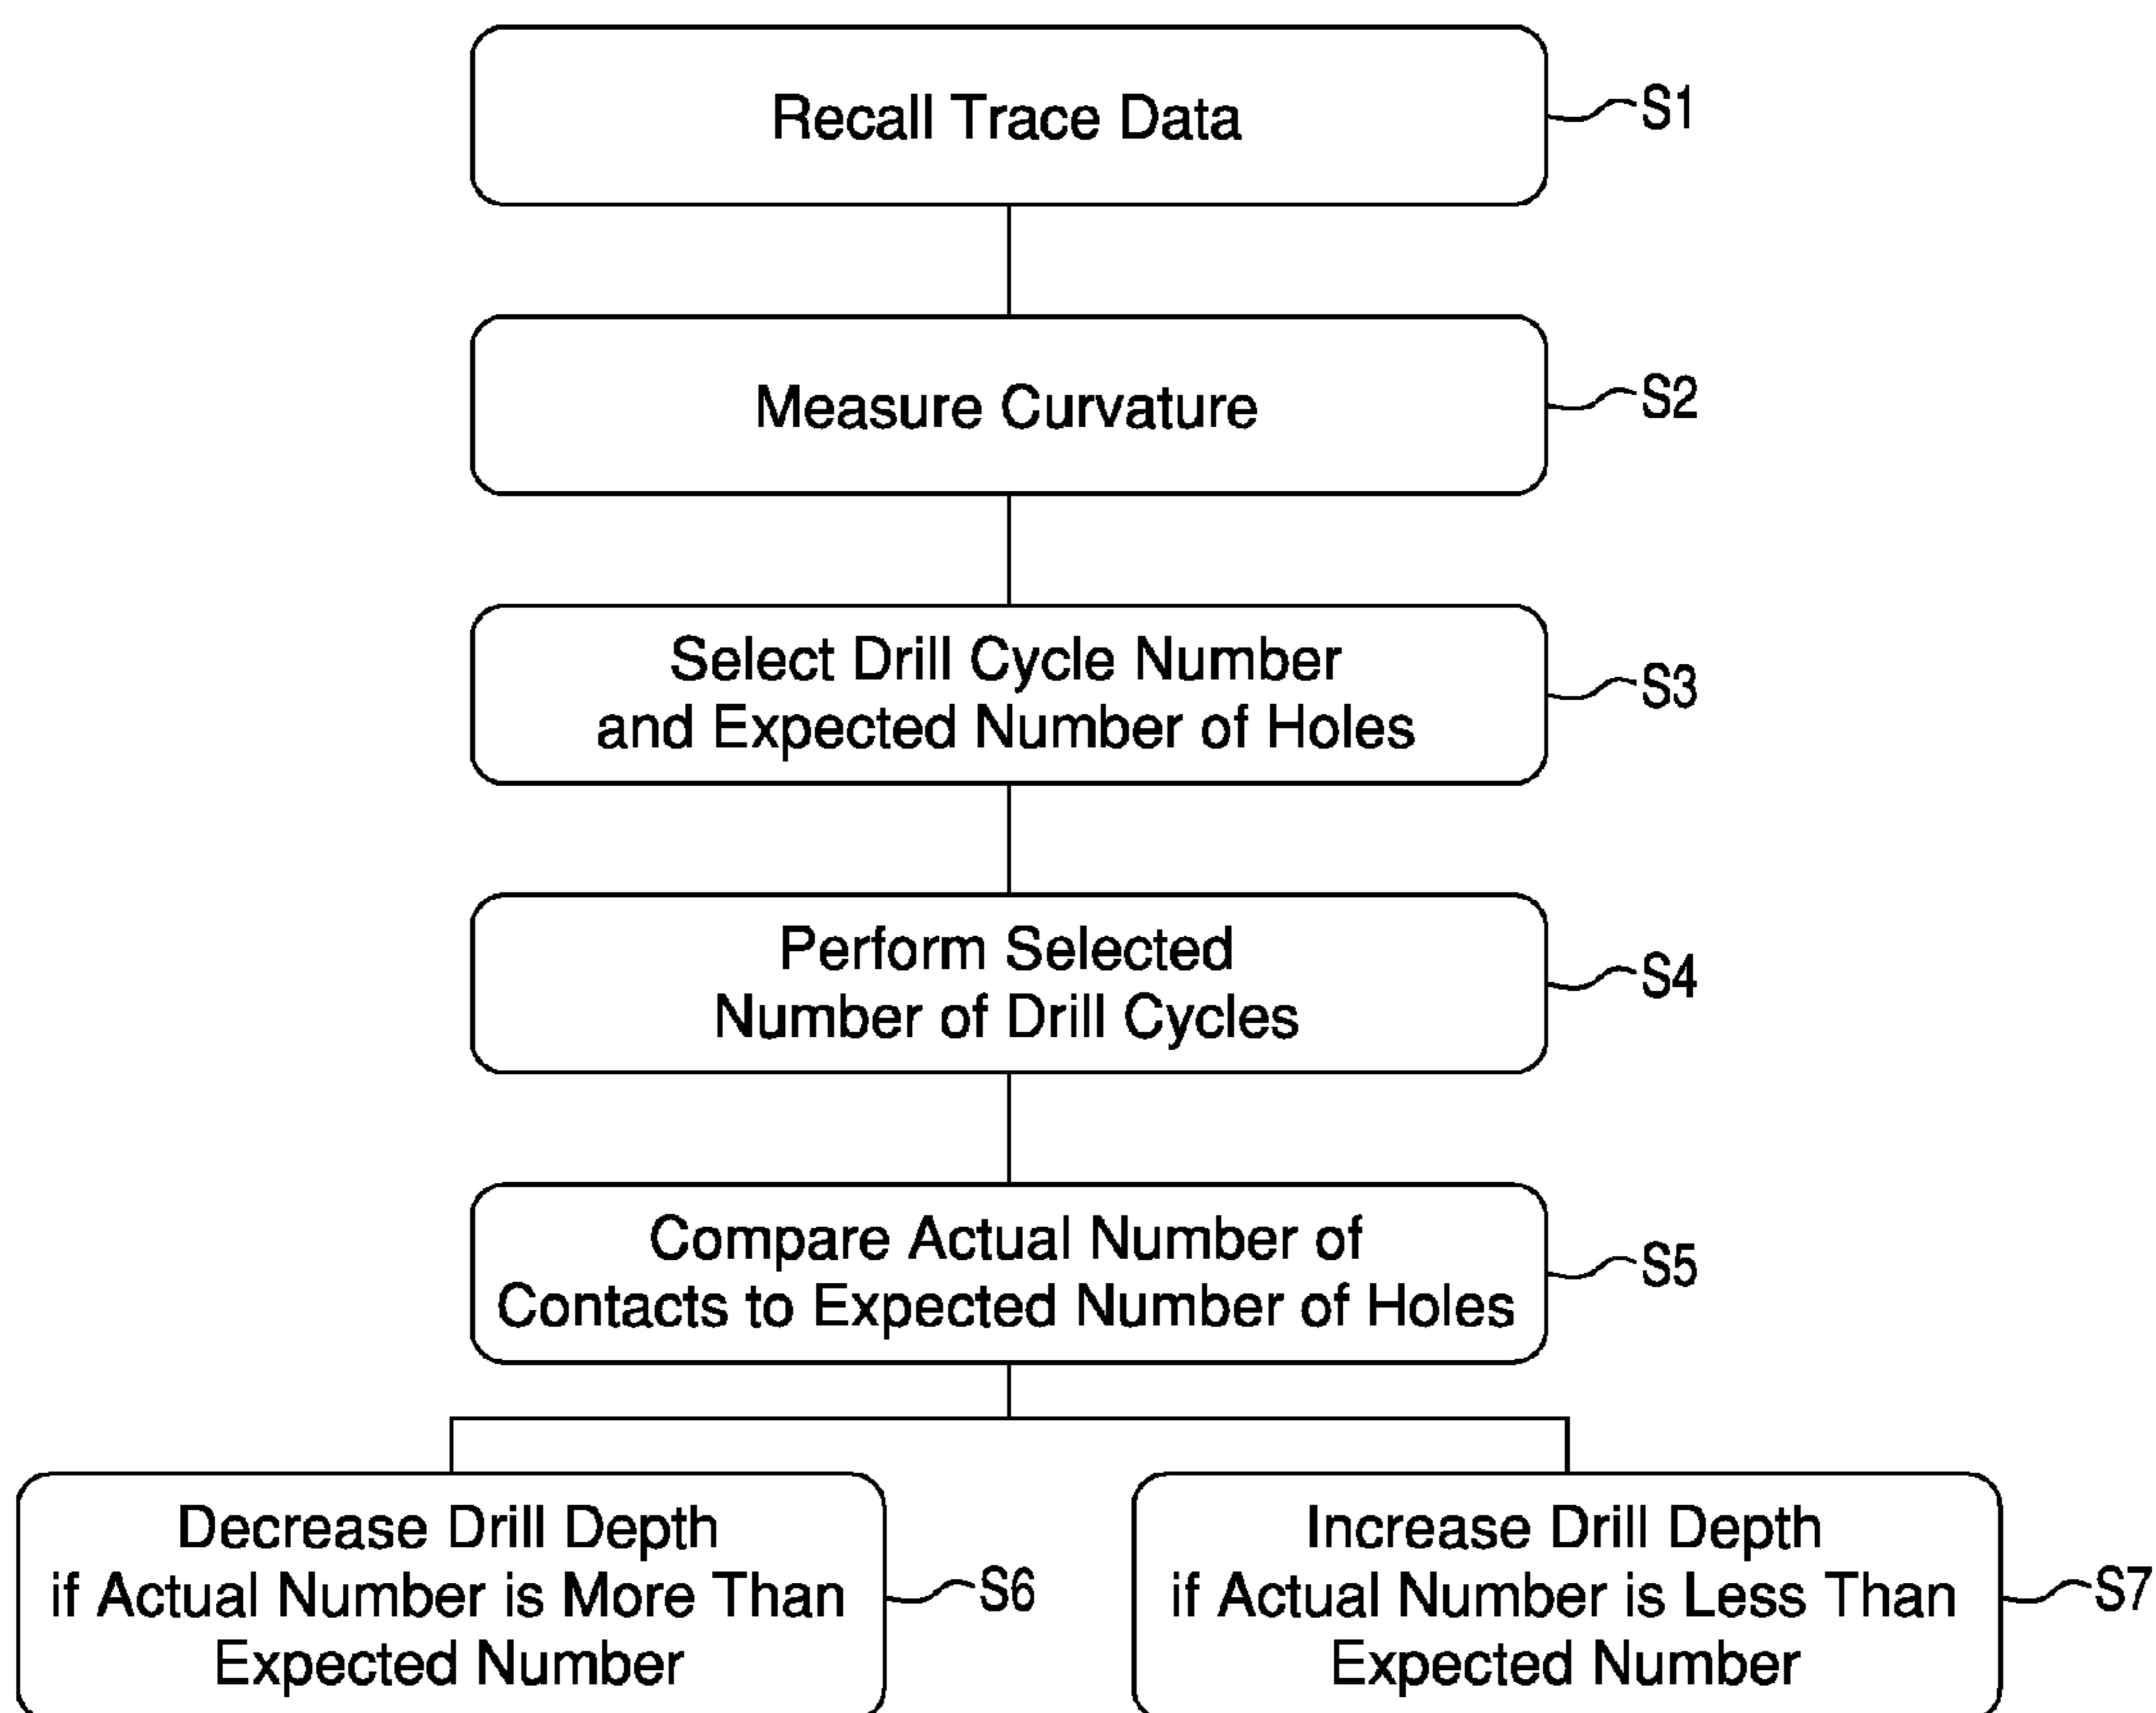 Recall Trace Data
S1
Measure Curvature
S2
Select Drill Cycle Number
and Expected Number of Holes
S3
Perform Selected
Number of Drill Cycles
S4
Compare Actual Number of
Contacts to Expected Number of Holes
S5
Decrease Drill Depth
if Actual Number is More Than
Expected Number
S6
Increase Drill Depth
if Actual Number is Less Than
Expected Number
S7